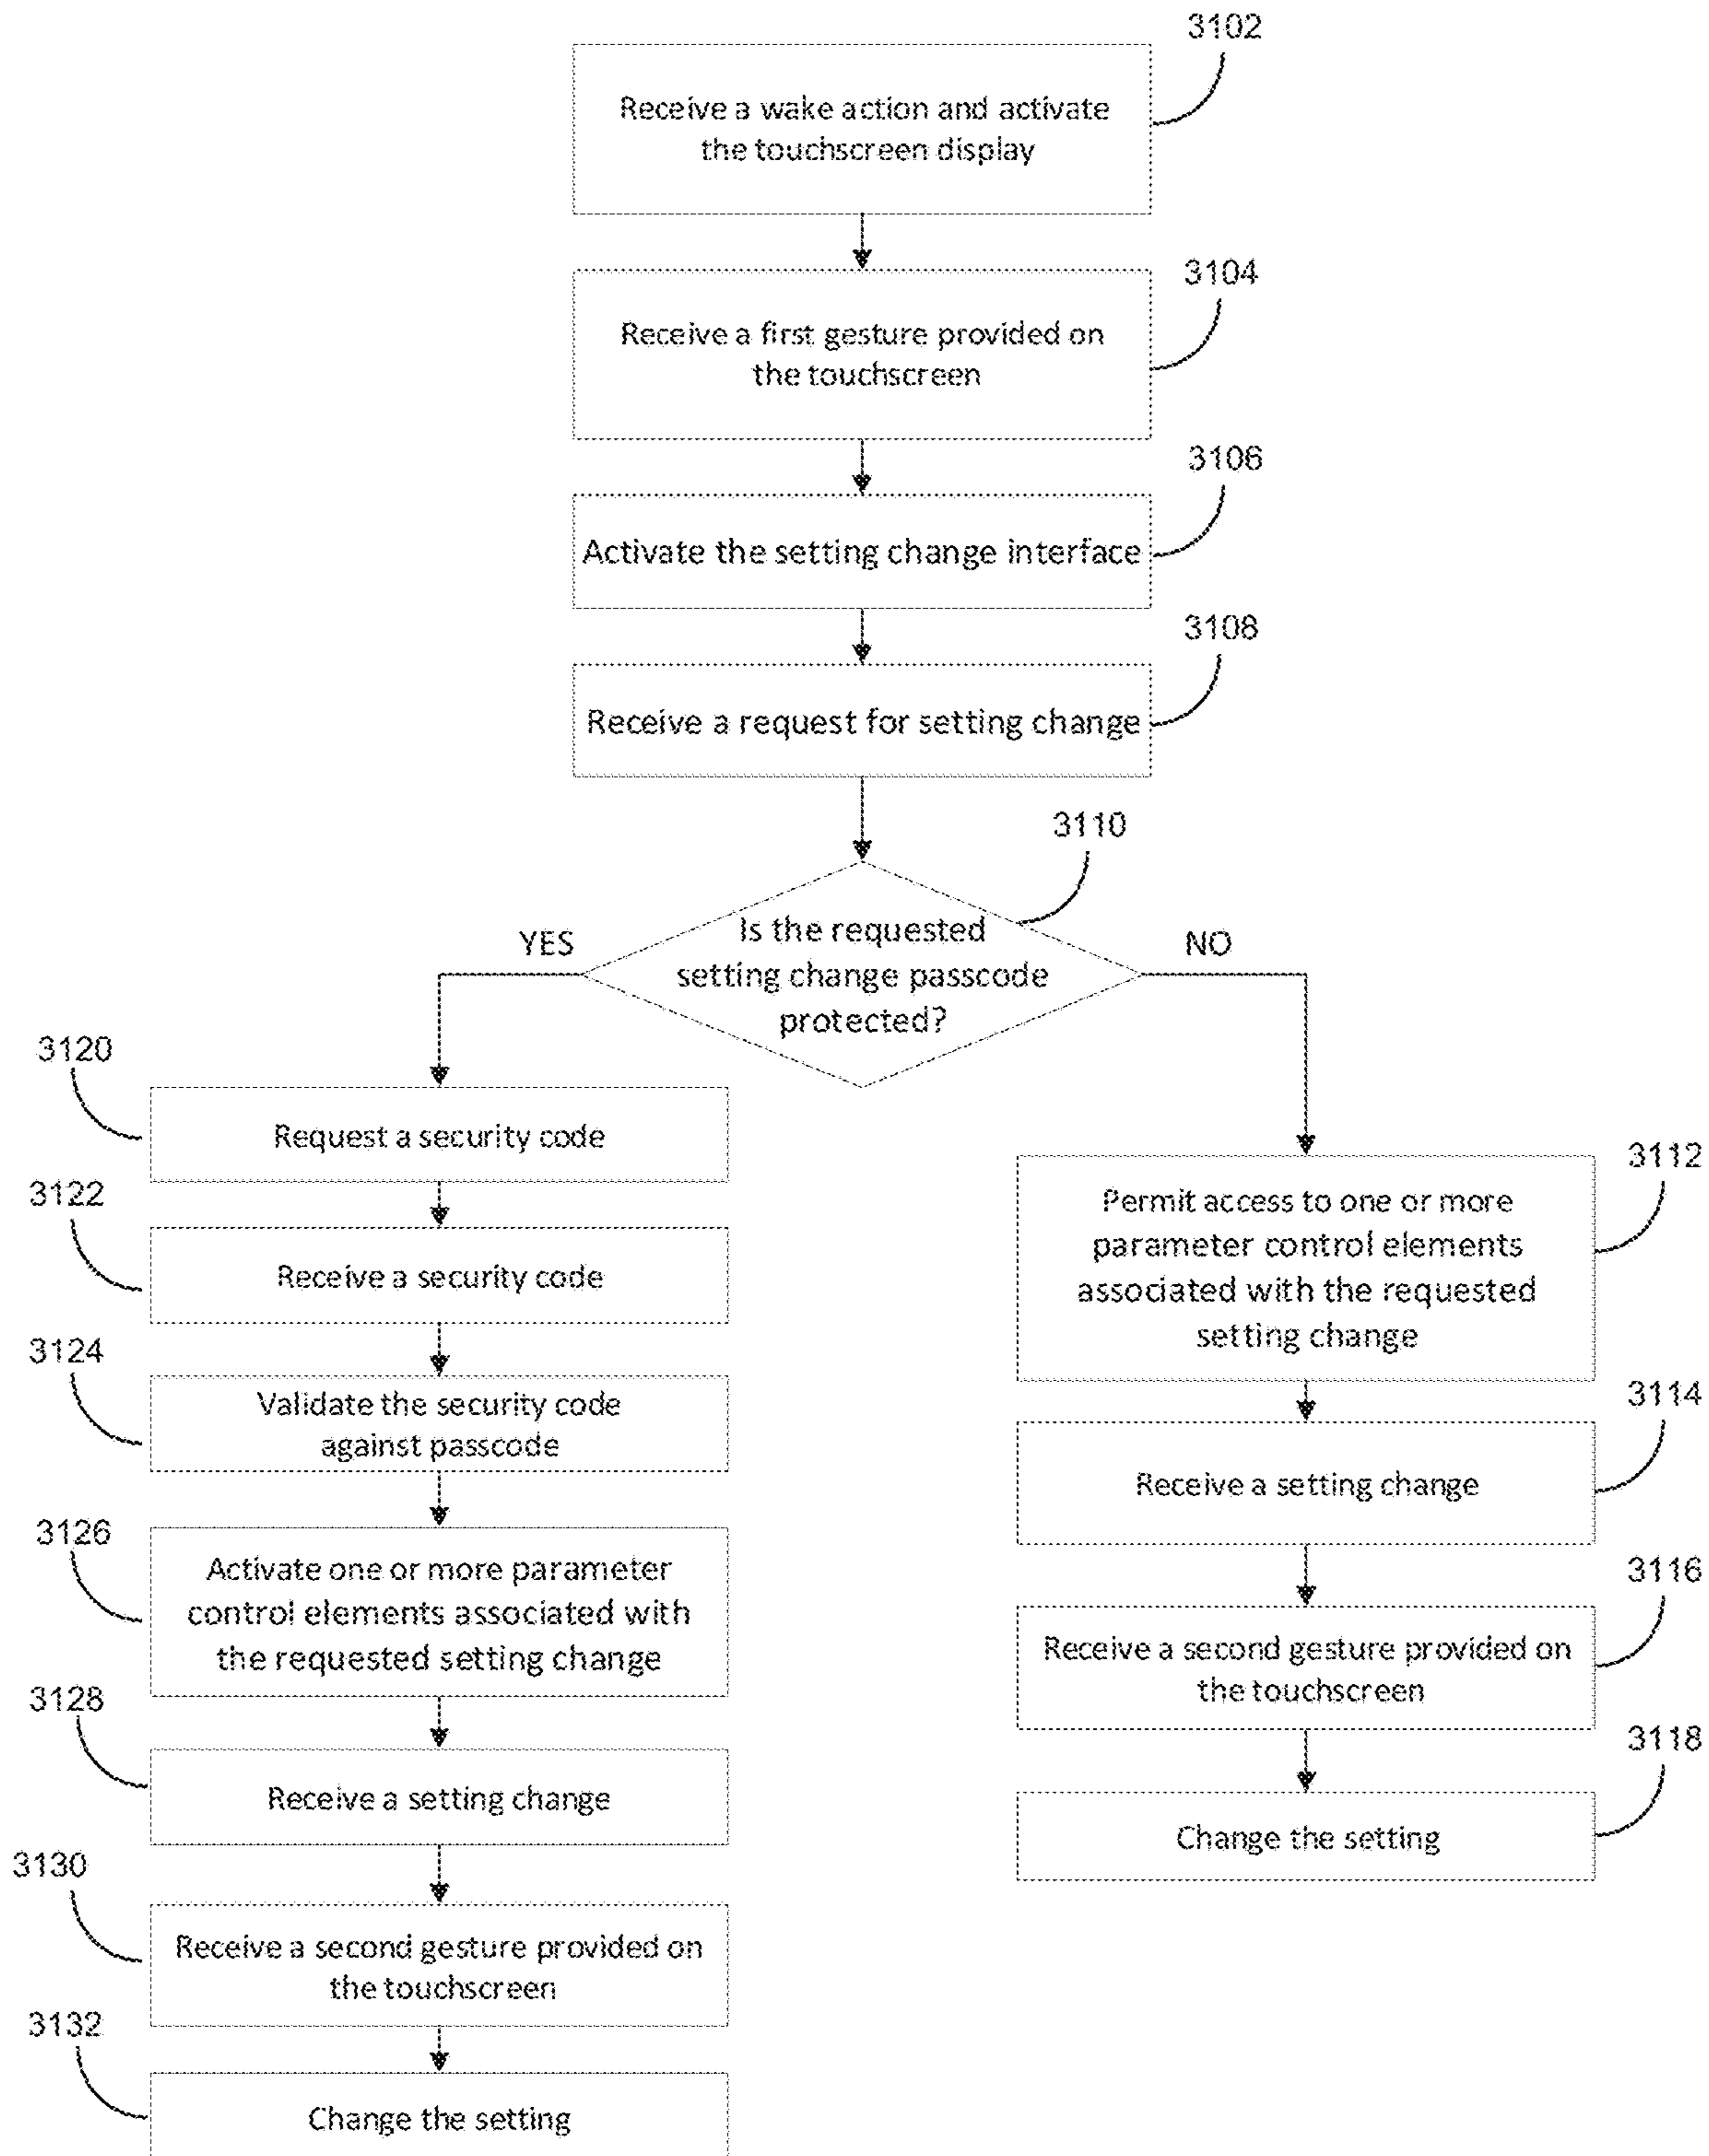 3102
Receive a wake action and activate
the touchscreen display
3104
Receive a first gesture provided on
the touchscreen
3106
Activate the setting change interface
3108
Receive a request for setting change
3110
Is the requested
setting change passcode
protected?
YES
NO
3120
Request a security code
3122
Receive a security code
3124
Validate the security code
against passcode
3126
Activate one or more parameter
control elements associated with
the requested setting change
3128
Receive a setting change
3130
Receive a second gesture provided on
the touchscreen
3132
Change the setting
3112
Permit access to one or more
parameter control elements
associated with the requested
setting change
3114
Receive a setting change
3116
Receive a second gesture provided on
the touchscreen
3118
Change the setting